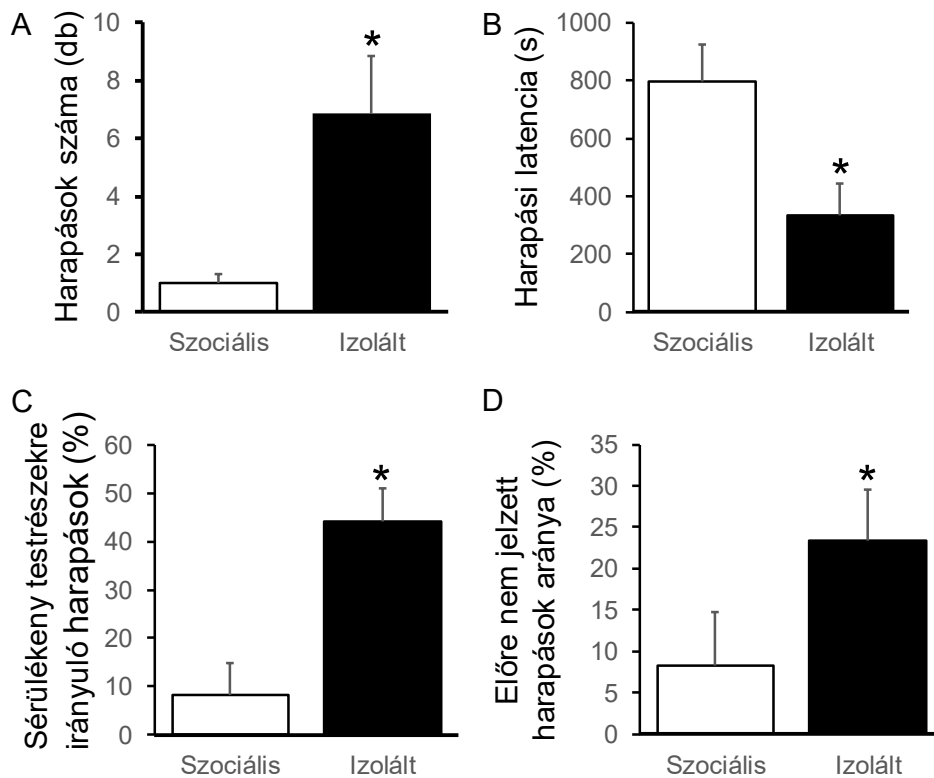 A
Harapások száma (db)
10
8
6
4
2
0
*
Szociális
Izolált
B
Harapási latencia (s)
1000
800
600
400
200
0
*
Szociális
Izolált
C
Sérülékeny testrészekre
irányuló harapások (%)
60
50
40
30
20
10
0
*
Szociális
Izolált
D
Előre nem jelzett
harapások aránya (%)
35
30
25
20
15
10
5
0
*
Szociális
Izolált